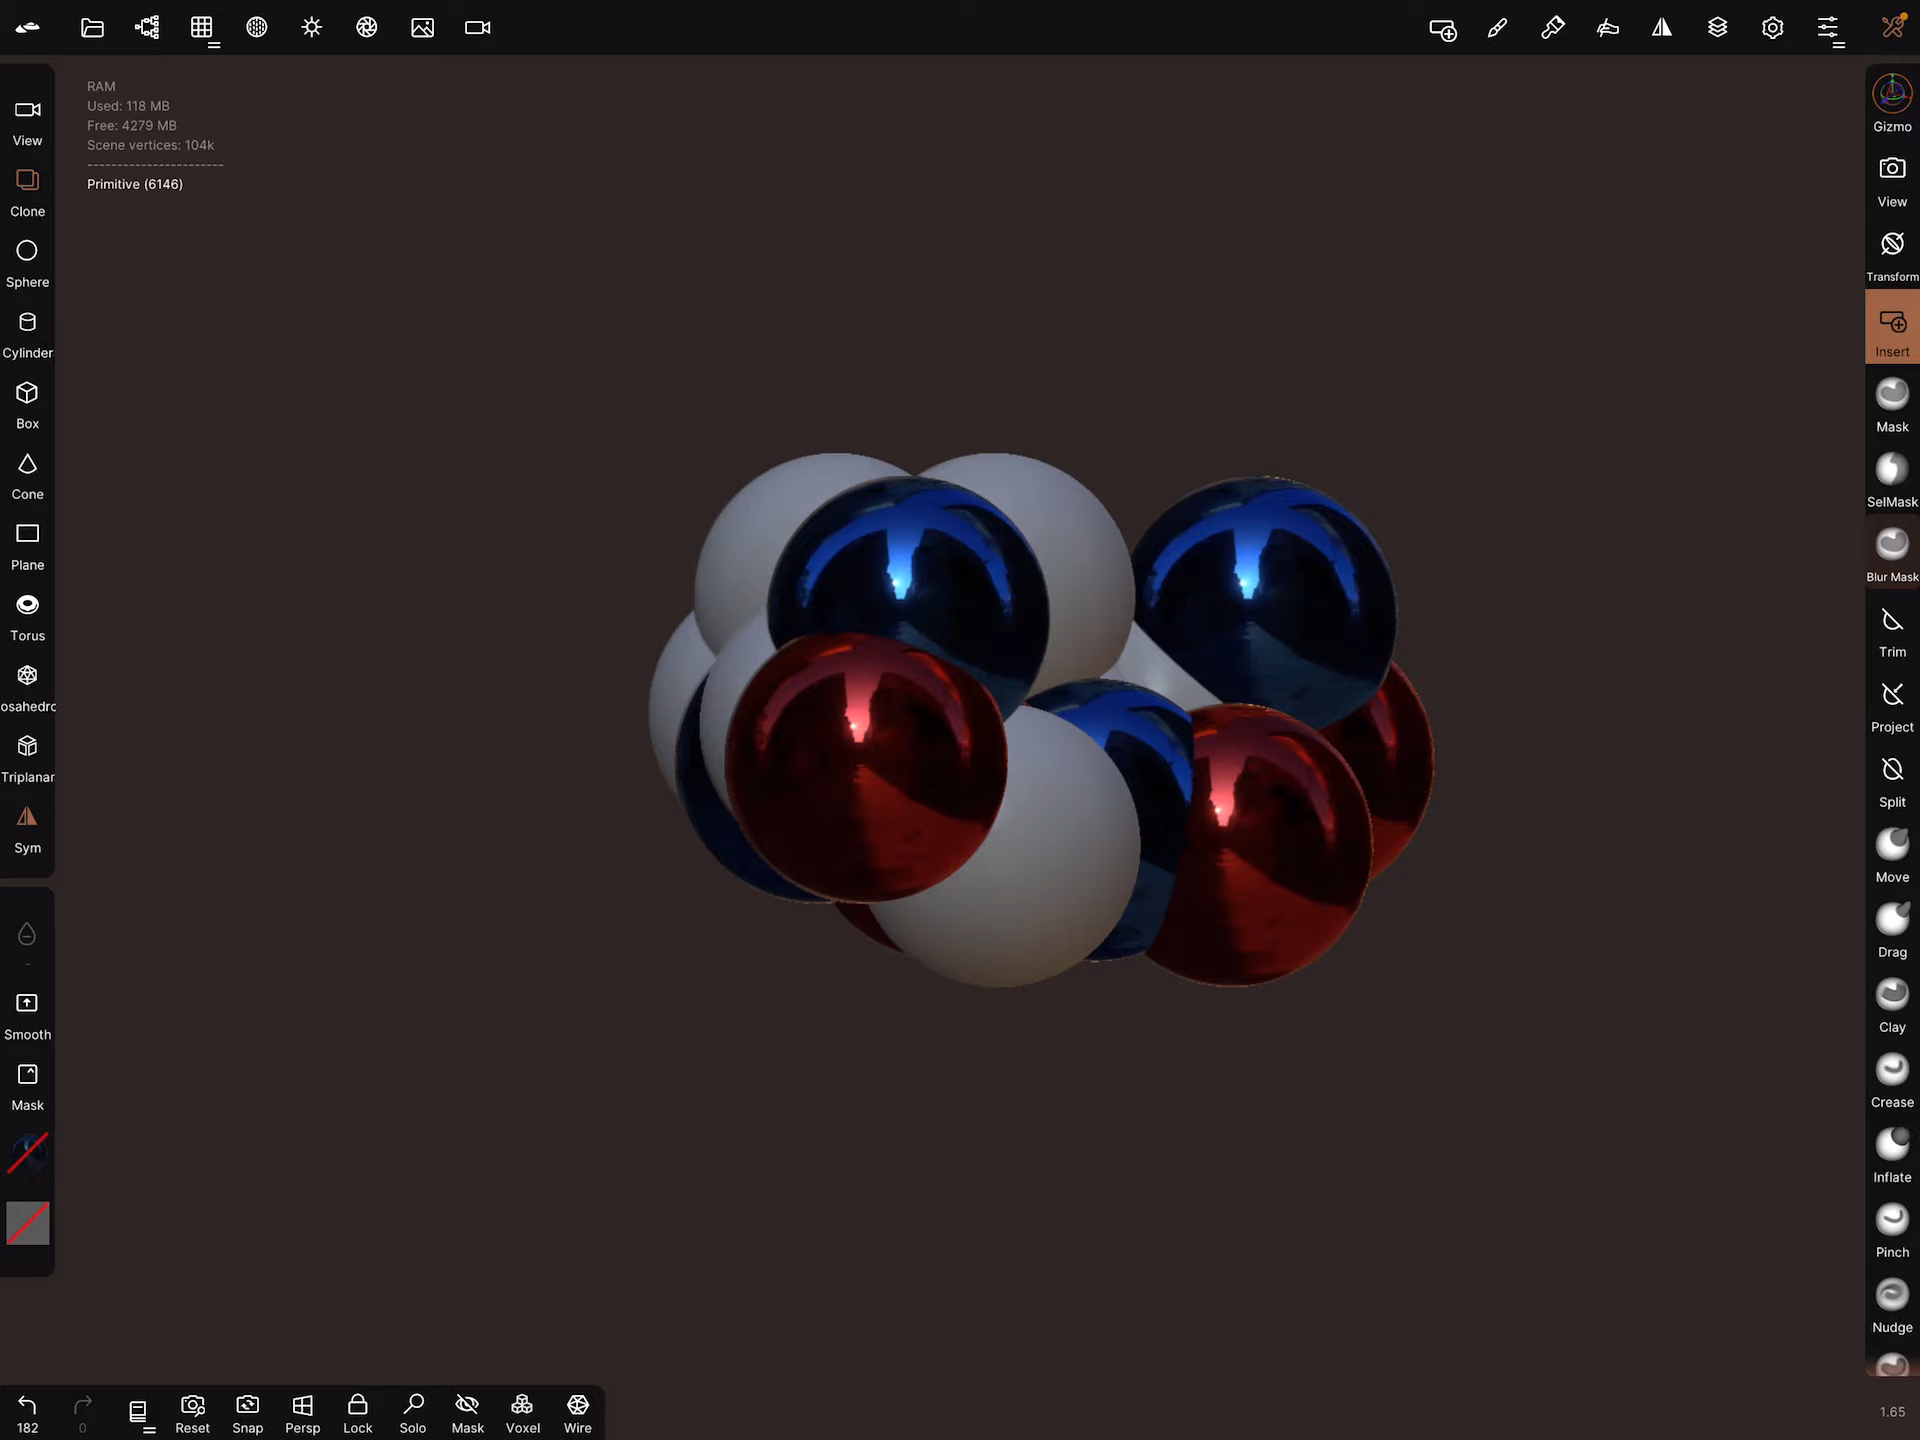 RAM
Used: 118 MB
Free: 4279 MB
Scene vertices: 104k
-----------------------
Primitive (6146)
View
Clone
Sphere
Cylinder
Box
Cone
Plane
Torus
osahedro
Triplanar
Sym
-
Smooth
Mask
Gizmo
View
Transform
Insert
Mask
SelMask
Blur Mask
Trim
Project
Split
Move
Drag
Clay
Crease
Inflate
Pinch
Nudge
182
0
Reset
Snap
Persp
Lock
Solo
Mask
Voxel
Wire
1.65